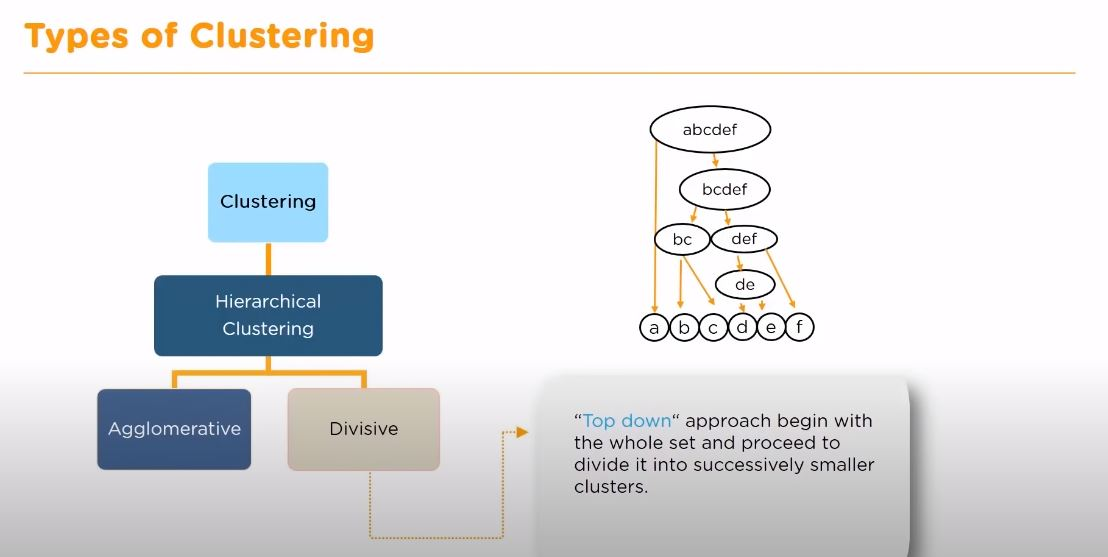 Types of Clustering
Clustering
Hierarchical
Clustering
Agglomerative
Divisive
abcdef
bcdef
bc
def
de
a
b
c
d
e
f
“Top down“ approach begin with
the whole set and proceed to
divide it into successively smaller
clusters.